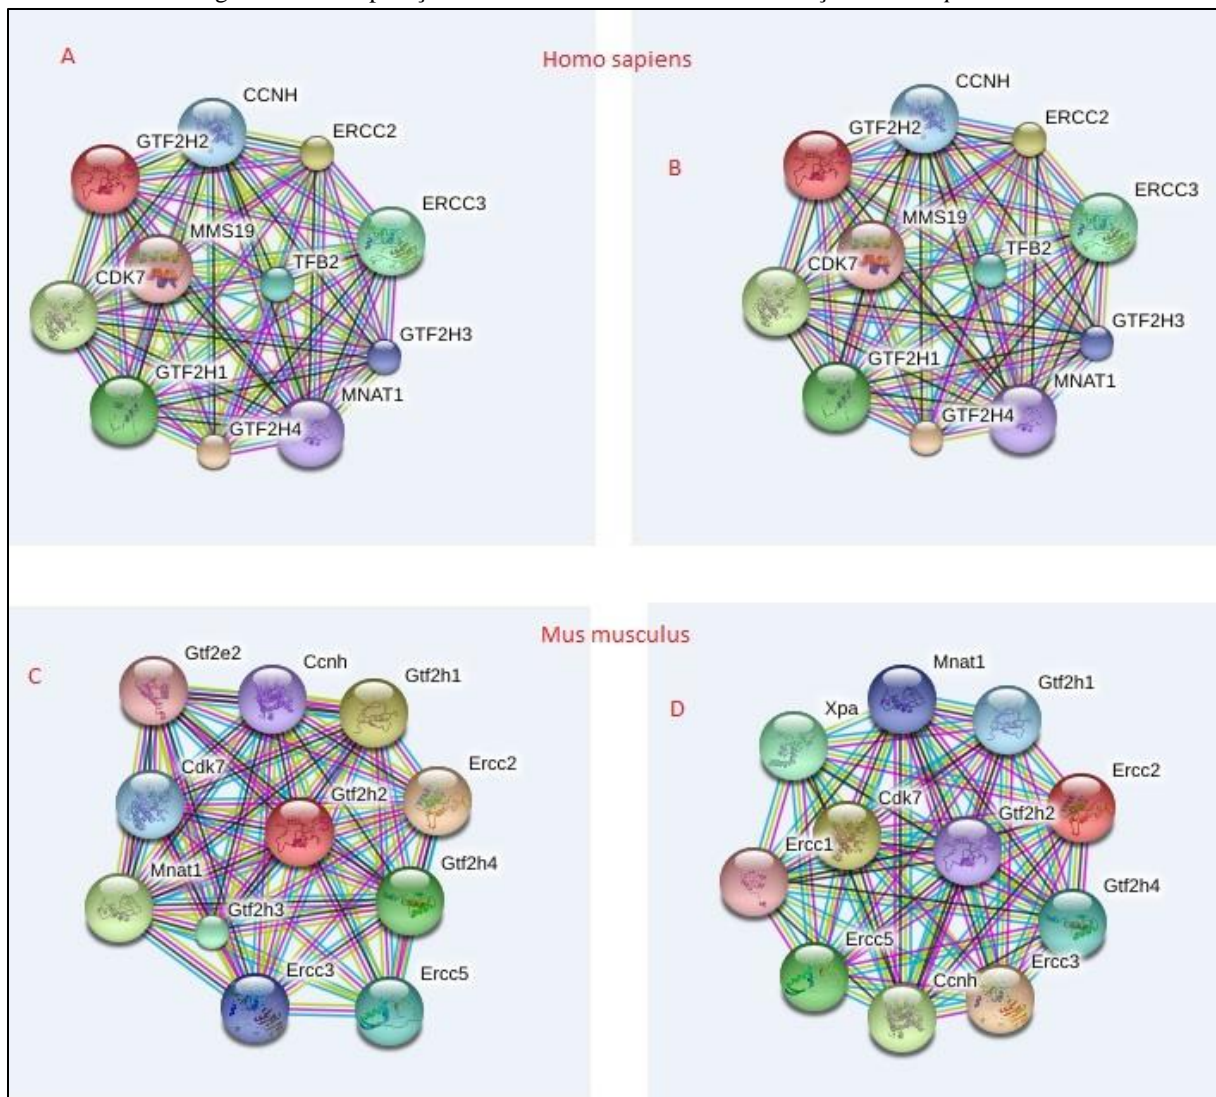 Homo sapiens
A
CCNH
GTF2H2
ERCC2
ERCC3
MMS19
TFB2
CDK7
GTF2H3
GTF2H1
MNAT1
GTF2H4
B
CCNH
GTF2H2
ERCC2
ERCC3
MMS19
TFB2
CDK7
GTF2H3
GTF2H1
MNAT1
GTF2H4
Mus musculus
C
Gtf2e2
Ccnh
Gtf2h1
Ercc2
Cdk7
Gtf2h2
Gtf2h4
Mnat1
Gtf2h3
Ercc3
Ercc5
D
Mnat1
Gtf2h1
Xpa
Ercc2
Cdk7
Gtf2h2
Ercc1
Gtf2h4
Ercc5
Ercc3
Ccnh